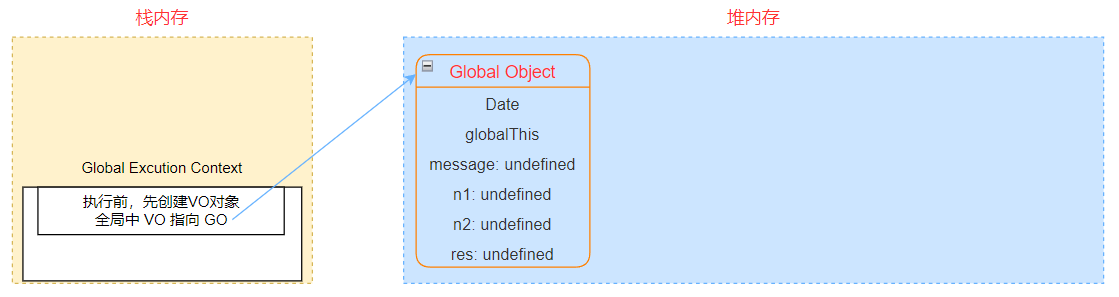 栈内存
堆内存
Global Excution Context
执行前，先创建VO对象
全局中 VO 指向 GO
Global Object
Date
globalThis
message: undefined
n1: undefined
n2: undefined
res: undefined